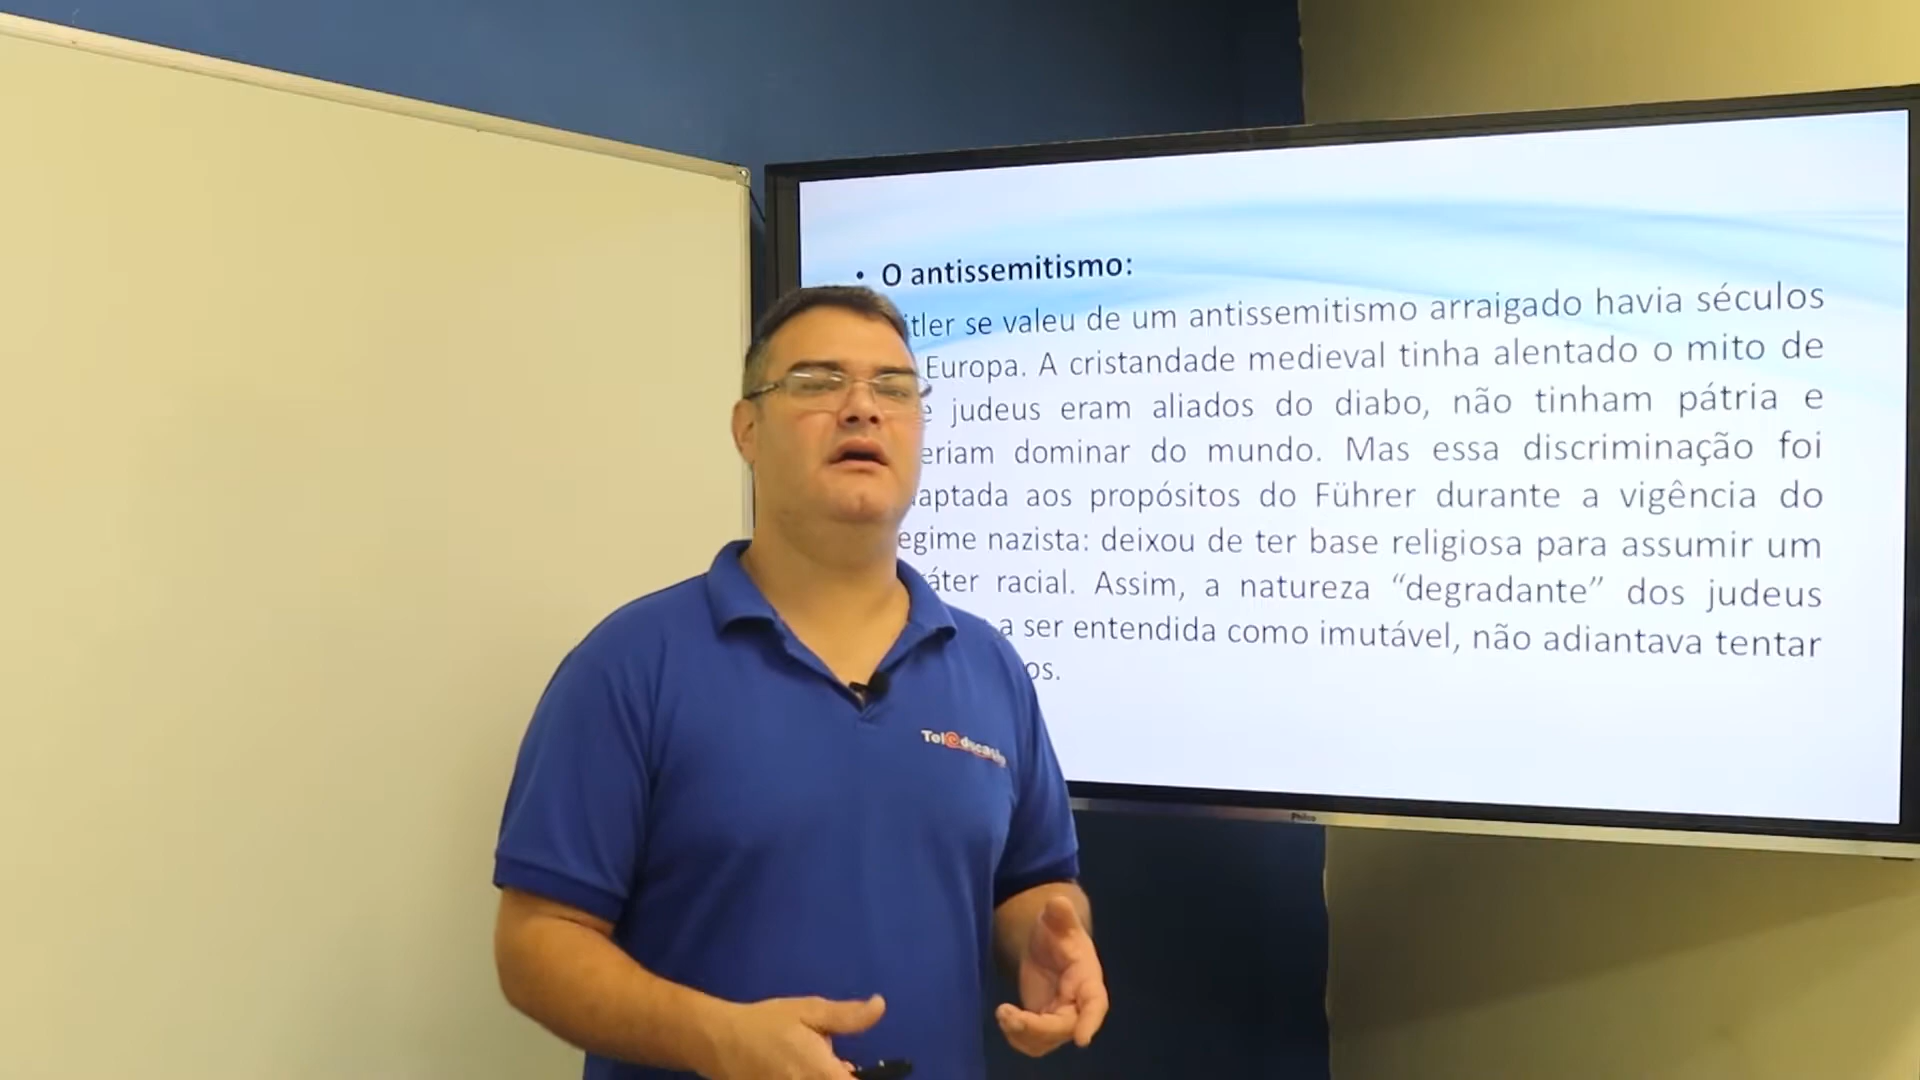 • O antissemitismo:
itler se valeu de um antissemitismo arraigado havia séculos
Europa. A cristandade medieval tinha alentado o mito de
e judeus eram aliados do diabo, não tinham pátria e
eriam dominar do mundo. Mas essa discriminação foi
aptada aos propósitos do Führer durante a vigência do
egime nazista: deixou de ter base religiosa para assumir um
áter racial. Assim, a natureza “degradante” dos judeus
a ser entendida como imutável, não adiantava tentar
os.
Philco